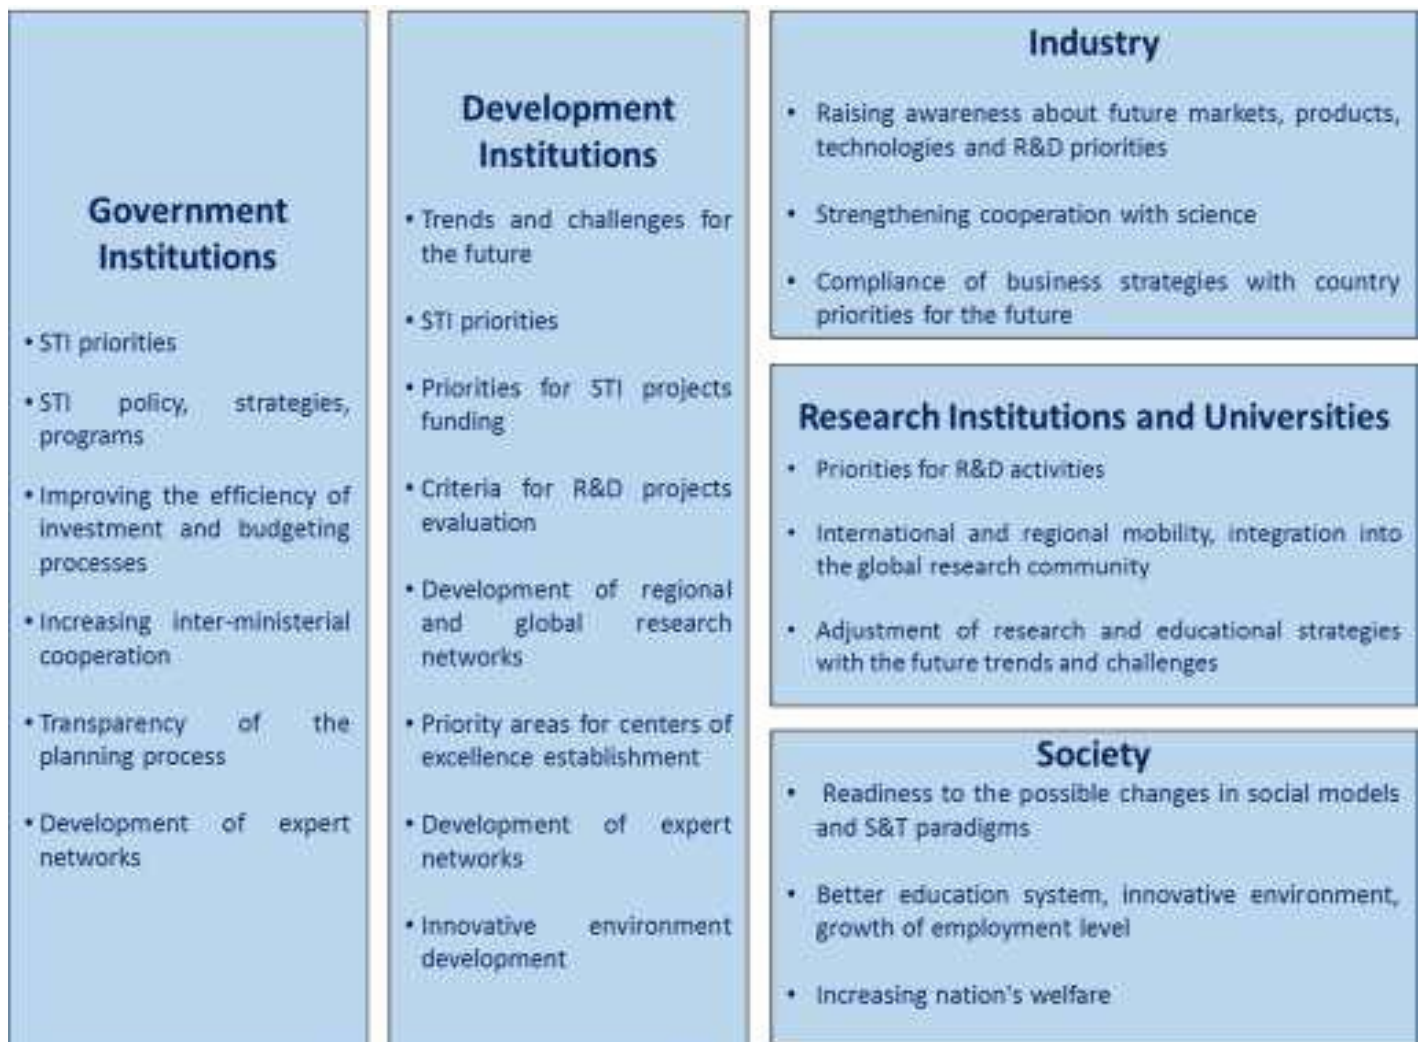 Government
Institutions
• STI priorities
• STI policy, strategies,
programs
• Improving the efficiency of
investment and budgeting
processes
• Increasing inter-ministerial
cooperation
• Transparency of the
planning process
• Development of expert
networks
Development
Institutions
• Trends and challenges for
the future
• STI priorities
• Priorities for STI projects
funding
• Criteria for R&D projects
evaluation
• Development of regional
and global research
networks
• Priority areas for centers of
excellence establishment
• Development of expert
networks
• Innovative environment
development
Industry
• Raising awareness about future markets, products,
technologies and R&D priorities
• Strengthening cooperation with science
• Compliance of business strategies with country
priorities for the future
Research Institutions and Universities
• Priorities for R&D activities
• International and regional mobility, integration into
the global research community
• Adjustment of research and educational strategies
with the future trends and challenges
Society
• Readiness to the possible changes in social models
and S&T paradigms
• Better education system, innovative environment,
growth of employment level
• Increasing nation's welfare